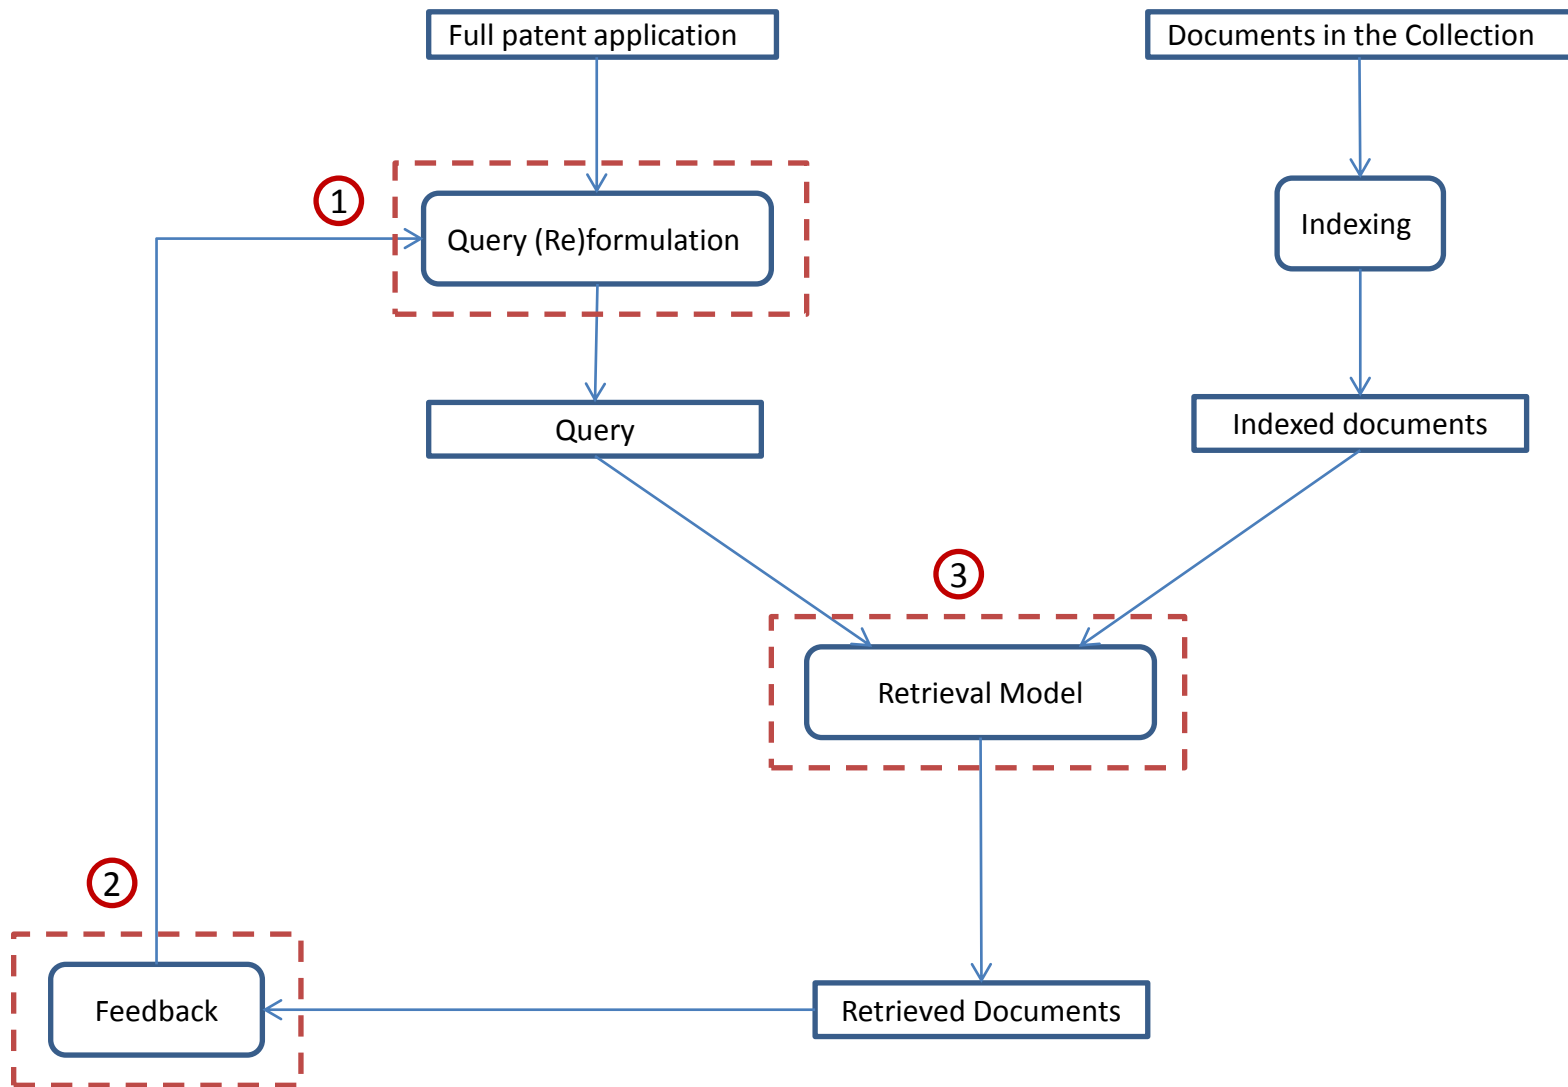 Full patent application
Documents in the Collection
1
Query (Re)formulation
Indexing
Query
Indexed documents
3
Retrieval Model
2
Feedback
Retrieved Documents